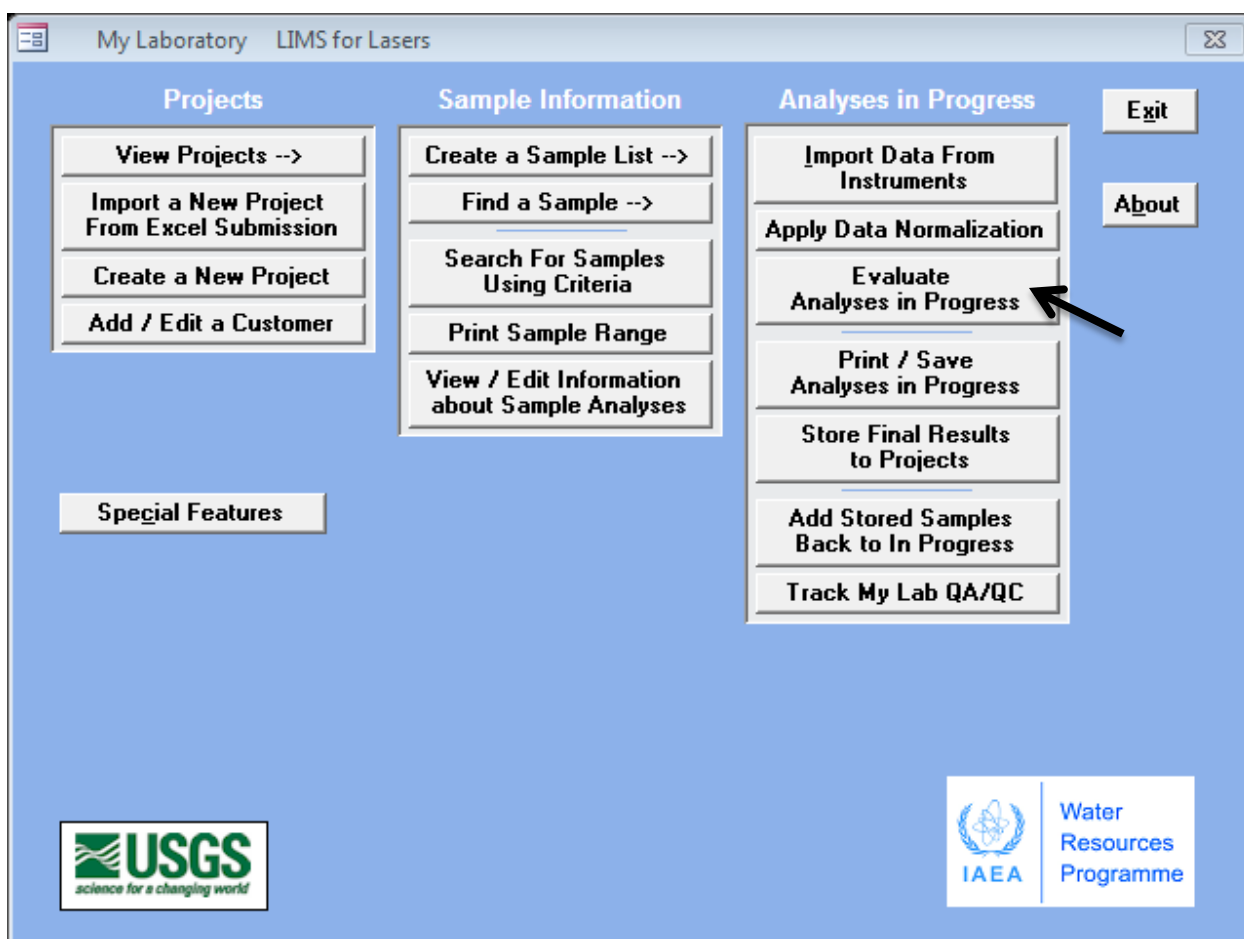 My Laboratory LIMS for Lasers
Projects
View Projects -->
Import a New Project
From Excel Submission
Create a New Project
Add / Edit a Customer
Special Features
Sample Information
Create a Sample List -->
Find a Sample -->
Search For Samples
Using Criteria
Print Sample Range
View / Edit Information
about Sample Analyses
Analyses in Progress
Import Data From
Instruments
Apply Data Normalization
Evaluate
Analyses in Progress
Print / Save
Analyses in Progress
Store Final Results
to Projects
Add Stored Samples
Back to In Progress
Track My Lab QA/QC
Exit
About
USGS
science for a changing world
IAEA
Water
Resources
Programme